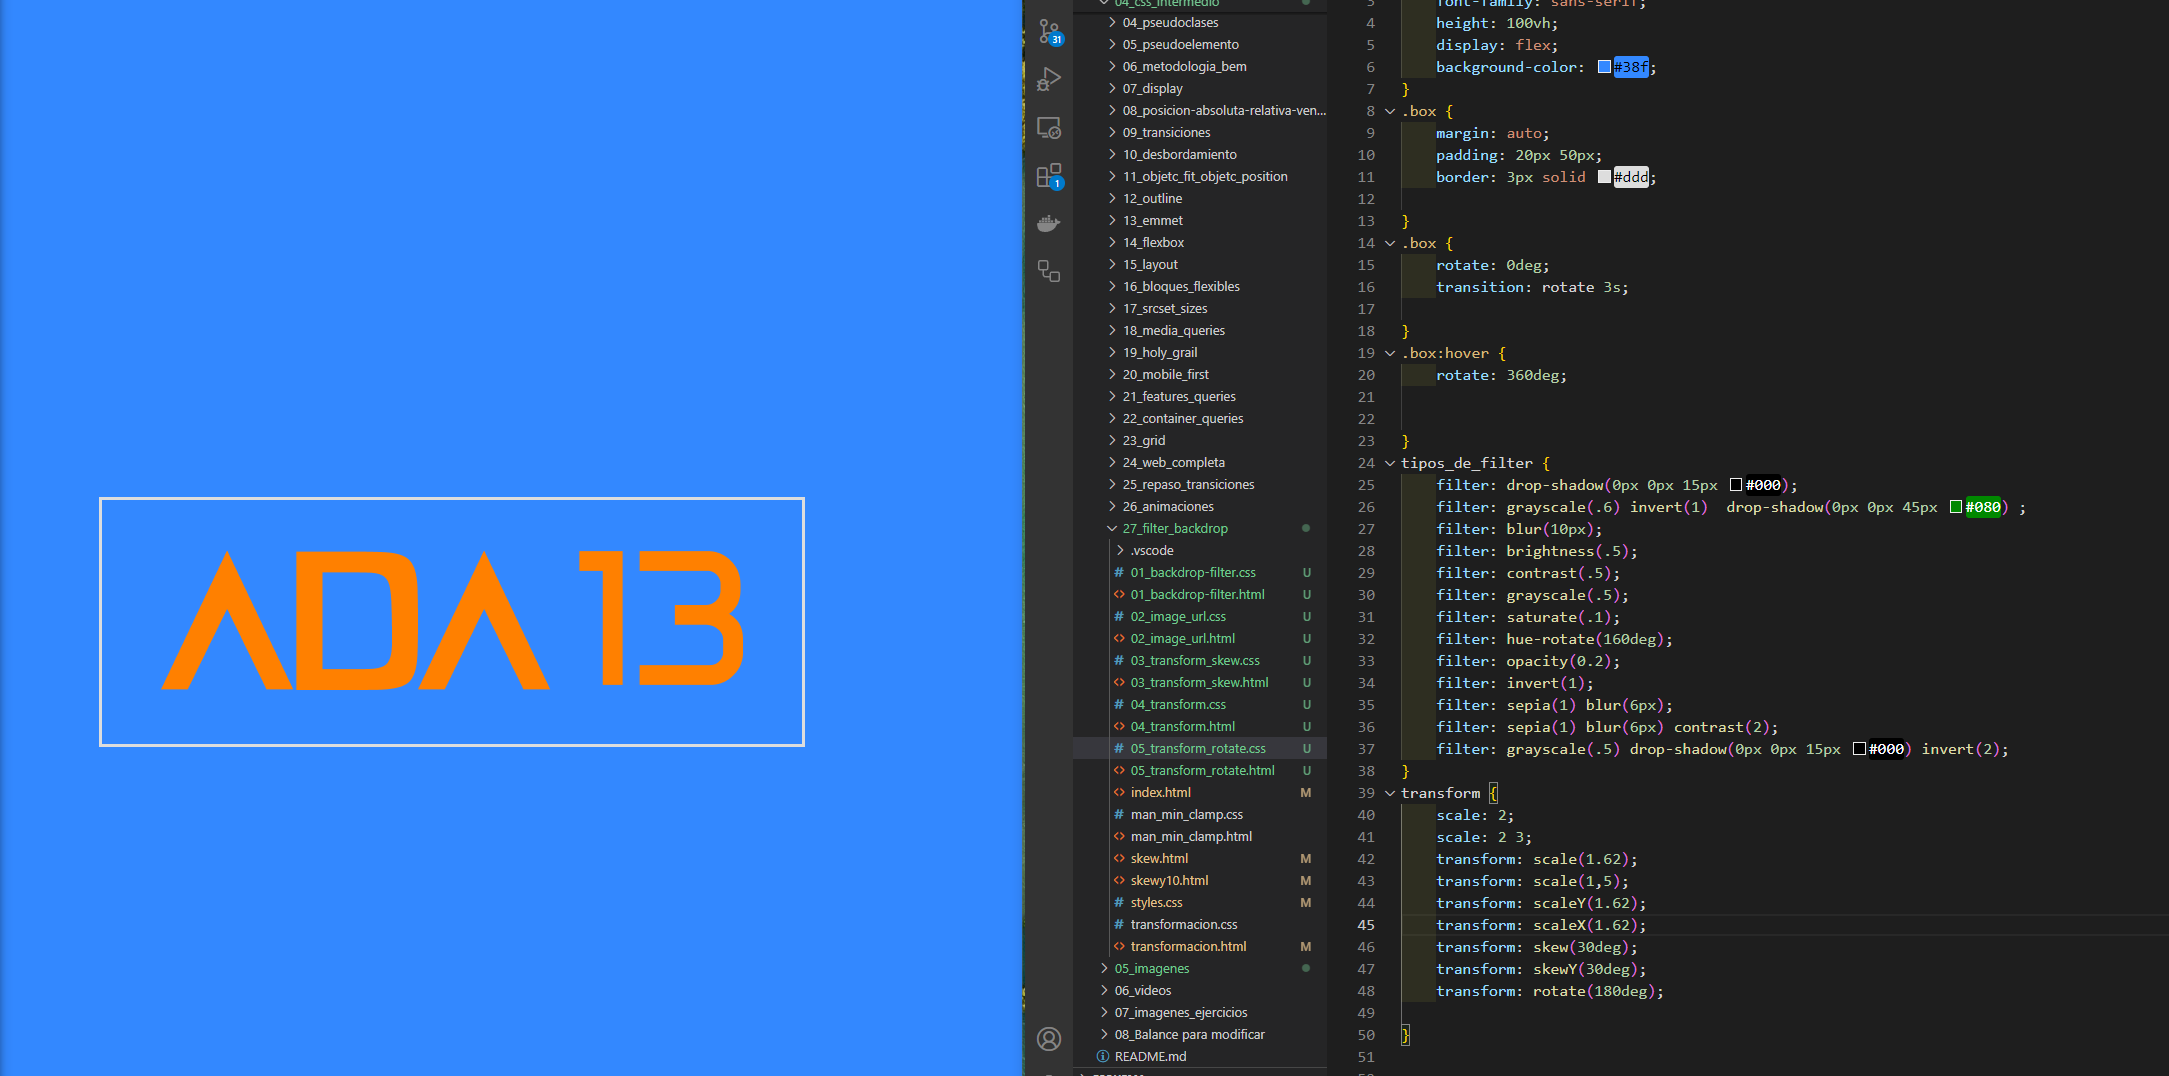 ADA 13
31
1
04_css_intermedio
04_pseudoclases
05_pseudoelemento
06_metodologia_bem
07_display
08_posicion-absoluta-relativa-ven...
09_transiciones
10_desbordamiento
11_objetc_fit_objetc_position
12_outline
13_emmet
14_flexbox
15_layout
16_bloques_flexibles
17_srcset_sizes
18_media_queries
19_holy_grail
20_mobile_first
21_features_queries
22_container_queries
23_grid
24_web_completa
25_repaso_transiciones
26_animaciones
27_filter_backdrop
.vscode
# 01_backdrop-filter.css U
<> 01_backdrop-filter.html U
# 02_image_url.css U
<> 02_image_url.html U
# 03_transform_skew.css U
<> 03_transform_skew.html U
# 04_transform.css U
<> 04_transform.html U
# 05_transform_rotate.css U
<> 05_transform_rotate.html U
<> index.html M
# man_min_clamp.css
<> man_min_clamp.html
<> skew.html M
<> skewy10.html M
# styles.css M
# transformacion.css
<> transformacion.html M
05_imagenes
06_videos
07_imagenes_ejercicios
08_Balance para modificar
README.md
3 font-family: sans-serif;
4 height: 100vh;
5 display: flex;
6 background-color: #38f;
7 }
8 .box {
9 margin: auto;
10 padding: 20px 50px;
11 border: 3px solid #ddd;
12
13 }
14 .box {
15 rotate: 0deg;
16 transition: rotate 3s;
17
18 }
19 .box:hover {
20 rotate: 360deg;
21
22
23 }
24 tipos_de_filter {
25 filter: drop-shadow(0px 0px 15px #000);
26 filter: grayscale(.6) invert(1)  drop-shadow(0px 0px 45px #080) ;
27 filter: blur(10px);
28 filter: brightness(.5);
29 filter: contrast(.5);
30 filter: grayscale(.5);
31 filter: saturate(.1);
32 filter: hue-rotate(160deg);
33 filter: opacity(0.2);
34 filter: invert(1);
35 filter: sepia(1) blur(6px);
36 filter: sepia(1) blur(6px) contrast(2);
37 filter: grayscale(.5) drop-shadow(0px 0px 15px #000) invert(2);
38 }
39 transform {
40 scale: 2;
41 scale: 2 3;
42 transform: scale(1.62);
43 transform: scale(1,5);
44 transform: scaleY(1.62);
45 transform: scaleX(1.62);
46 transform: skew(30deg);
47 transform: skewY(30deg);
48 transform: rotate(180deg);
49
50 }
51